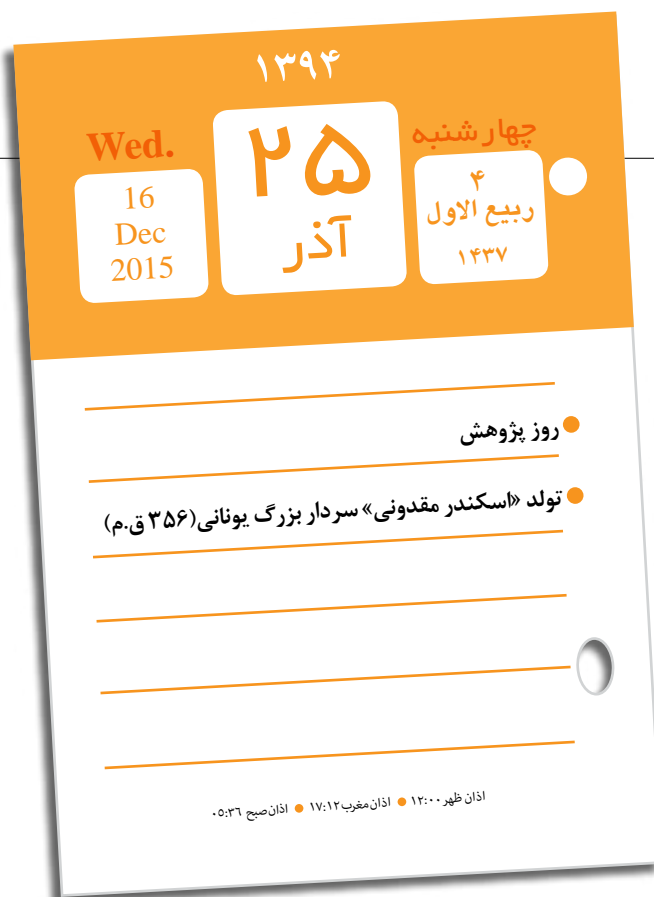 ۱۳۹۴
چهارشنبه
۴
ربیع الاول
۱۴۳۷
۲۵
آذر
Wed.
16
Dec
2015
روز پژوهش
تولد «اسکندر مقدونی» سردار بزرگ یونانی(۳۵۶ ق.م)
اذان ظهر ۱۲:۰۰ ● اذان مغرب ۱۷:۱۲ ● اذان صبح ۰۵:۳۶